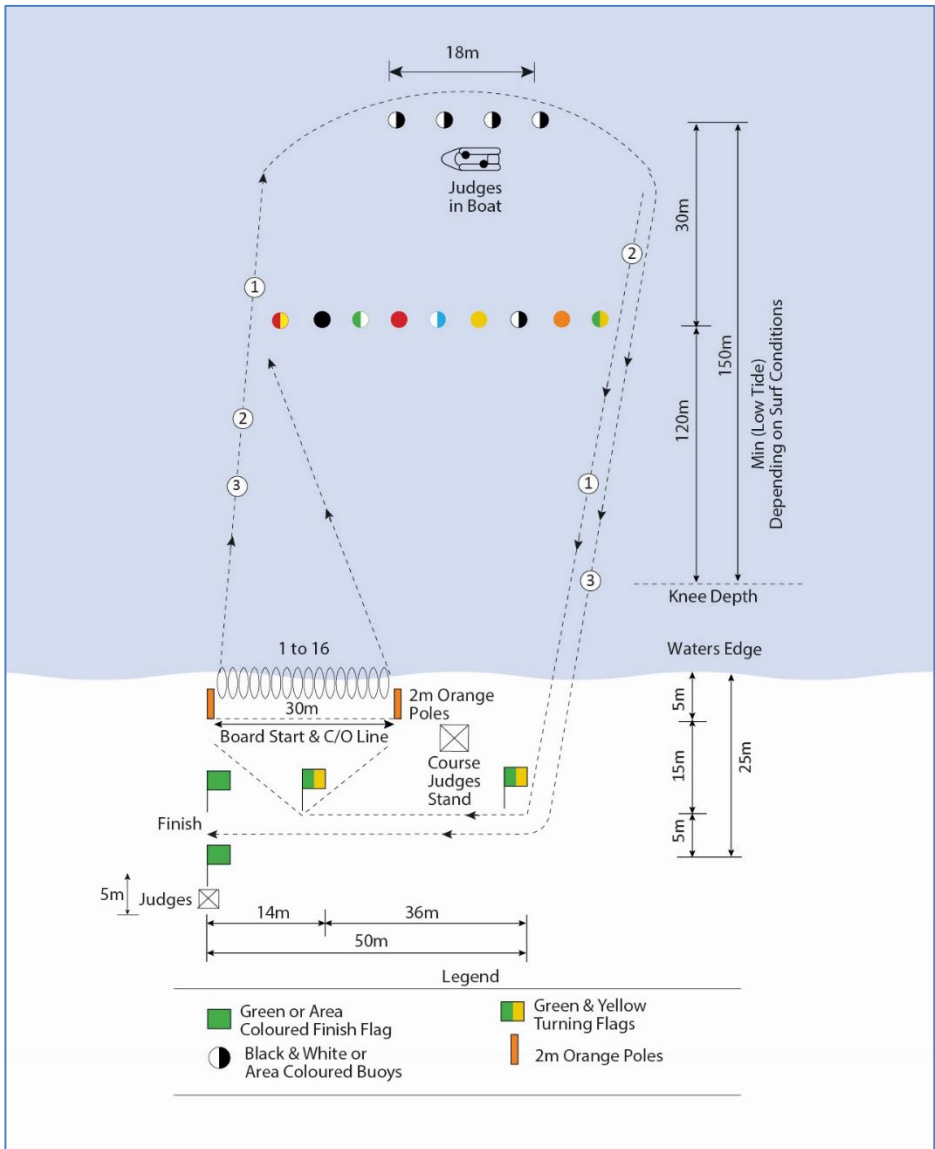 18m
Judges
in Boat
30m
2
1
150m
Min (Low Tide)
Depending on Surf Conditions
120m
2
3
1
3
Knee Depth
1 to 16
Waters Edge
30m
2m Orange
Poles
Board Start & C/O Line
5m
Course
Judges
Stand
15m
25m
Finish
5m
5m
Judges
14m
36m
50m
Legend
Green or Area
Coloured Finish Flag
Green & Yellow
Turning Flags
Black & White or
Area Coloured Buoys
2m Orange Poles